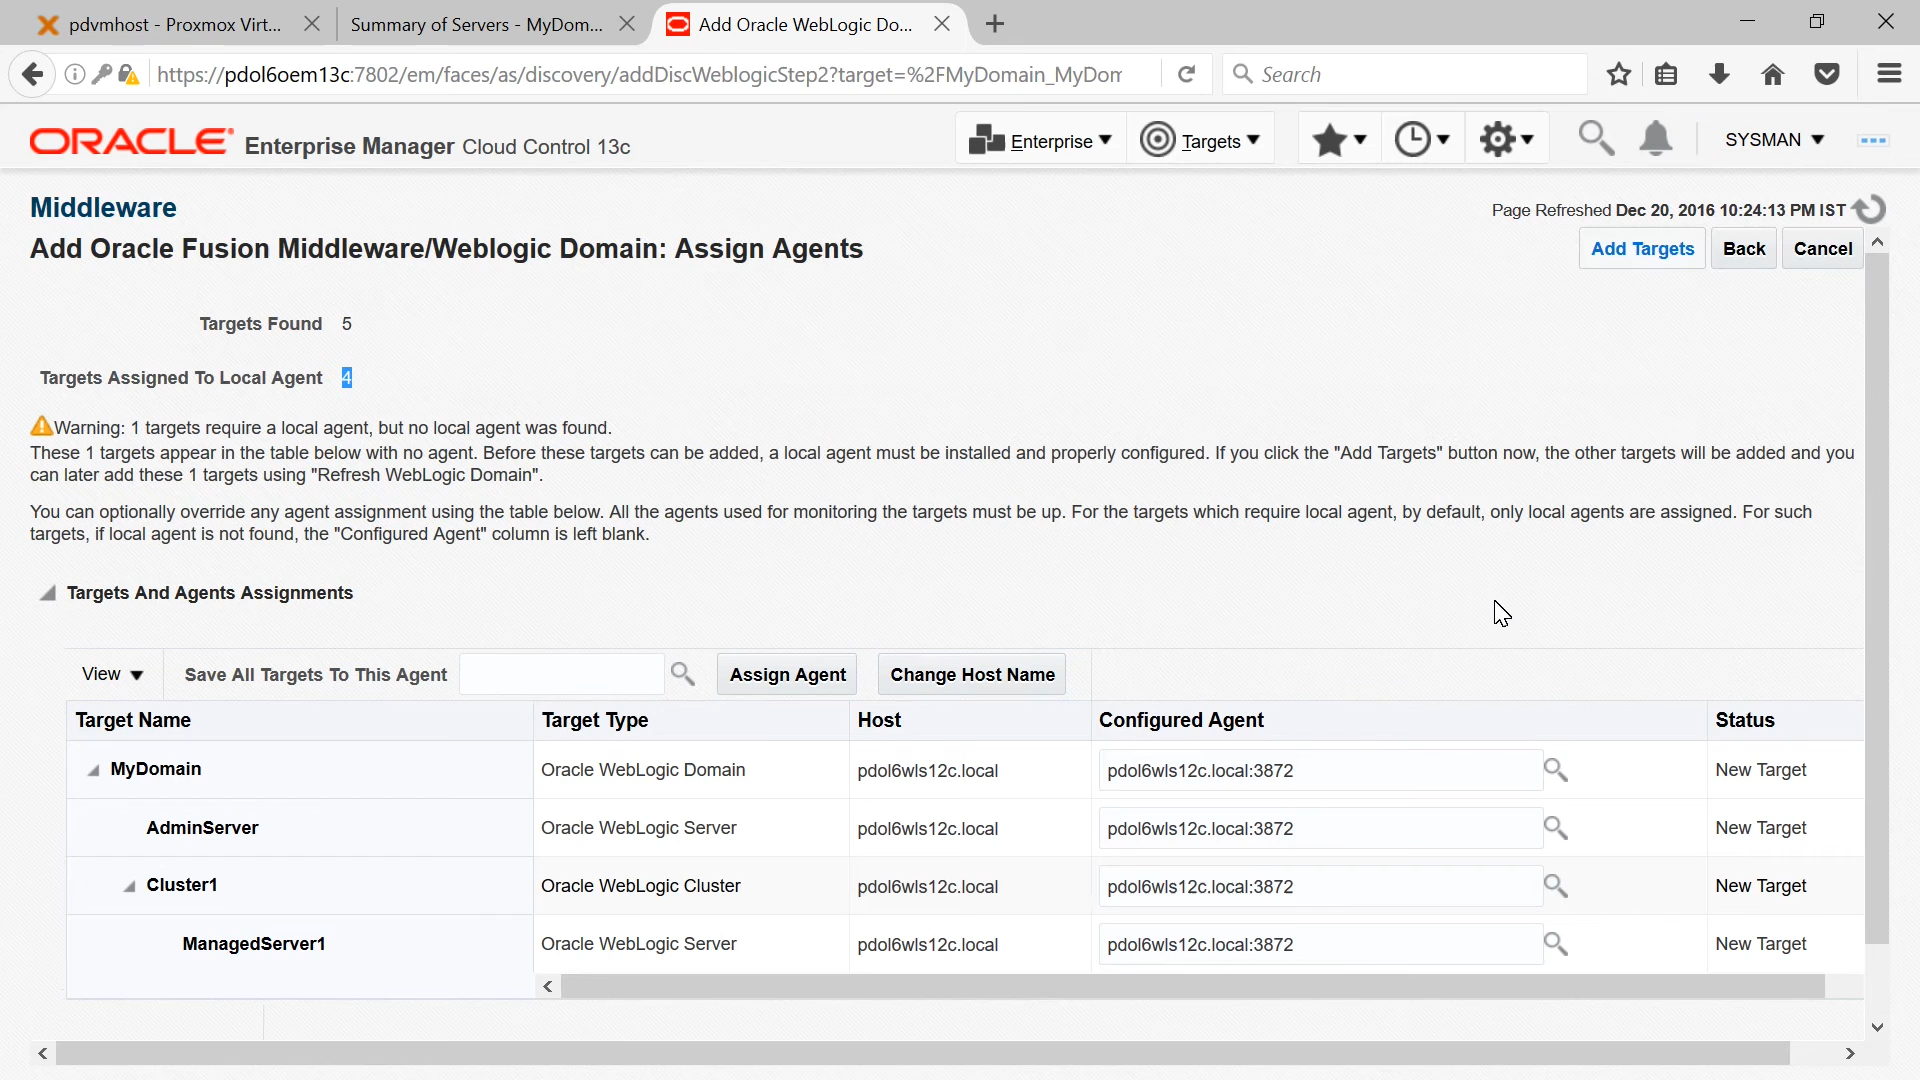 pdvmhost - Proxmox Virt... Summary of Servers - MyDom... Add Oracle WebLogic Do...
https://pdol6oem13c:7802/em/faces/as/discovery/addDiscWeblogicStep2?target=%2FMyDomain_MyDom Search
ORACLE Enterprise Manager Cloud Control 13c Enterprise Targets SYSMAN
Middleware
Page Refreshed Dec 20, 2016 10:24:13 PM IST
Add Oracle Fusion Middleware/Weblogic Domain: Assign Agents Add Targets Back Cancel
Targets Found 5
Targets Assigned To Local Agent 4
Warning: 1 targets require a local agent, but no local agent was found.
These 1 targets appear in the table below with no agent. Before these targets can be added, a local agent must be installed and properly configured. If you click the "Add Targets" button now, the other targets will be added and you
can later add these 1 targets using "Refresh WebLogic Domain".
You can optionally override any agent assignment using the table below. All the agents used for monitoring the targets must be up. For the targets which require local agent, by default, only local agents are assigned. For such
targets, if local agent is not found, the "Configured Agent" column is left blank.
Targets And Agents Assignments
View Save All Targets To This Agent Assign Agent Change Host Name
Target Name Target Type Host Configured Agent Status
MyDomain Oracle WebLogic Domain pdol6wls12c.local pdol6wls12c.local:3872 New Target
AdminServer Oracle WebLogic Server pdol6wls12c.local pdol6wls12c.local:3872 New Target
Cluster1 Oracle WebLogic Cluster pdol6wls12c.local pdol6wls12c.local:3872 New Target
ManagedServer1 Oracle WebLogic Server pdol6wls12c.local pdol6wls12c.local:3872 New Target